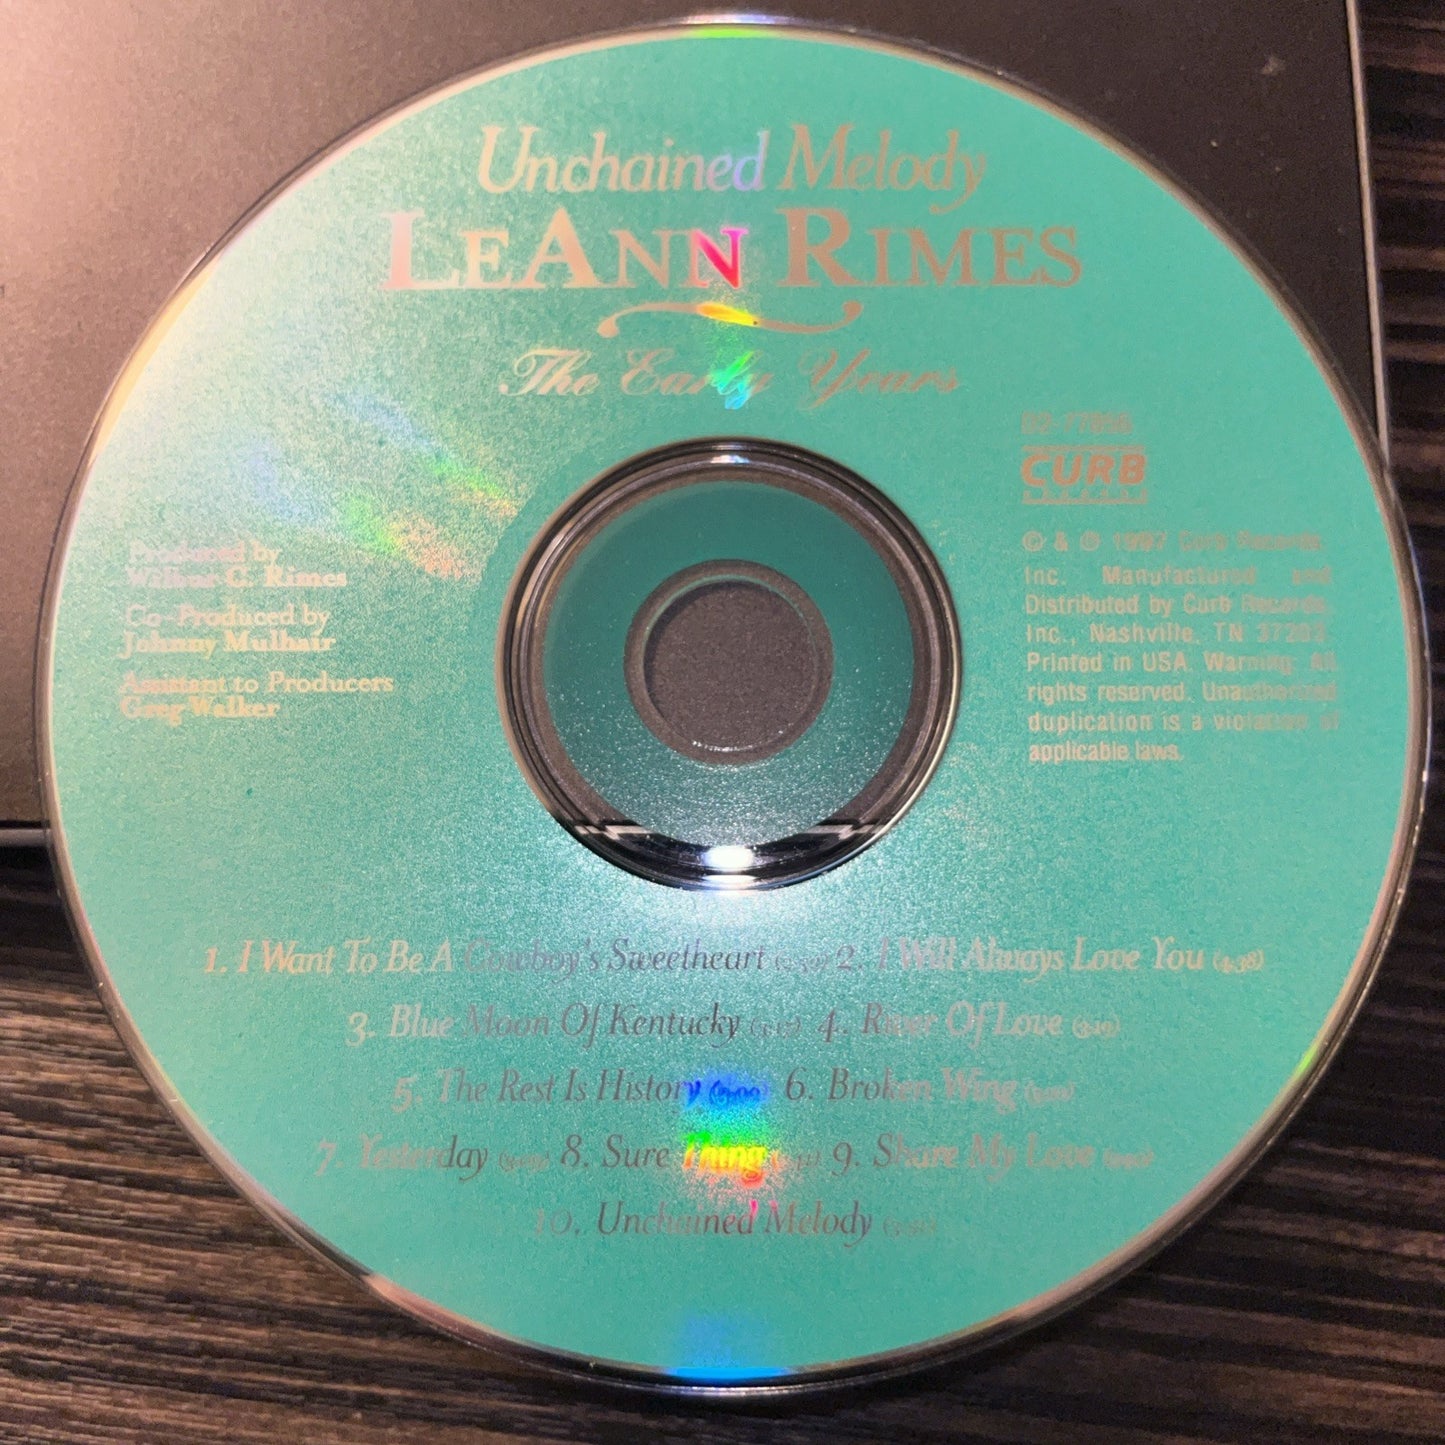 Unchained Melody
LEANN RIMES
The Early Years
D2-77856
CURB
RECORDS
Produced by
Wilbur C. Rimes
Co-Produced by
Johnny Mulhair
Assistant to Producers
Greg Walker
© & ℗ 1997 Curb Records,
Inc. Manufactured and
Distributed by Curb Records,
Inc., Nashville, TN 37203.
Printed in USA. Warning: All
rights reserved. Unauthorized
duplication is a violation of
applicable laws.
1. I Want To Be A Cowboy's Sweetheart 2. I Will Always Love You (4:38)
3. Blue Moon Of Kentucky 4. River Of Love
5. The Rest Is History 6. Broken Wing
7. Yesterday 8. Sure Thing 9. Share My Love
10. Unchained Melody